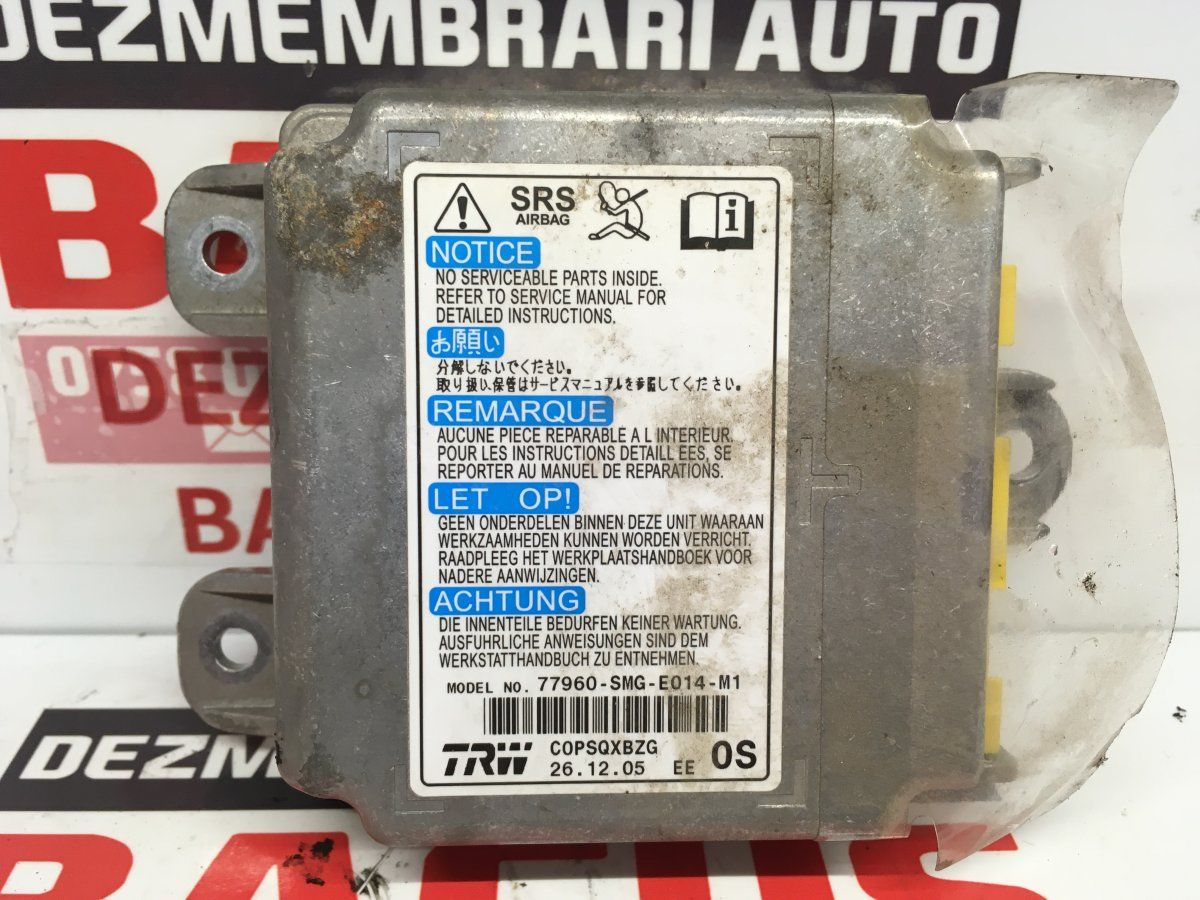 DEZMEMBRARI AUTO
BA
SRS
AIRBAG
i
NOTICE
NO SERVICEABLE PARTS INSIDE.
REFER TO SERVICE MANUAL FOR
DETAILED INSTRUCTIONS.
お願い
分解しないでください。
取り扱い、保管はサービスマニュアルを参照してください。
REMARQUE
AUCUNE PIECE REPARABLE A L INTERIEUR.
POUR LES INSTRUCTIONS DETAILL EES, SE
REPORTER AU MANUEL DE REPARATIONS.
LET OP!
GEEN ONDERDELEN BINNEN DEZE UNIT WAARAAN
WERKZAAMHEDEN KUNNEN WORDEN VERRICHT.
RAADPLEEG HET WERKPLAATSHANDBOEK VOOR
NADERE AANWIJZINGEN.
ACHTUNG
DIE INNENTEILE BEDURFEN KEINER WARTUNG.
AUSFUHRLICHE ANWEISUNGEN SIND DEM
WERKSTATTHANDBUCH ZU ENTNEHMEN.
MODEL NO. 77960-SMG-E014-M1
TRW
C0PSQXBZG
26.12.05 EE
0S
DEZ
BA
DEZMEM
BACUS